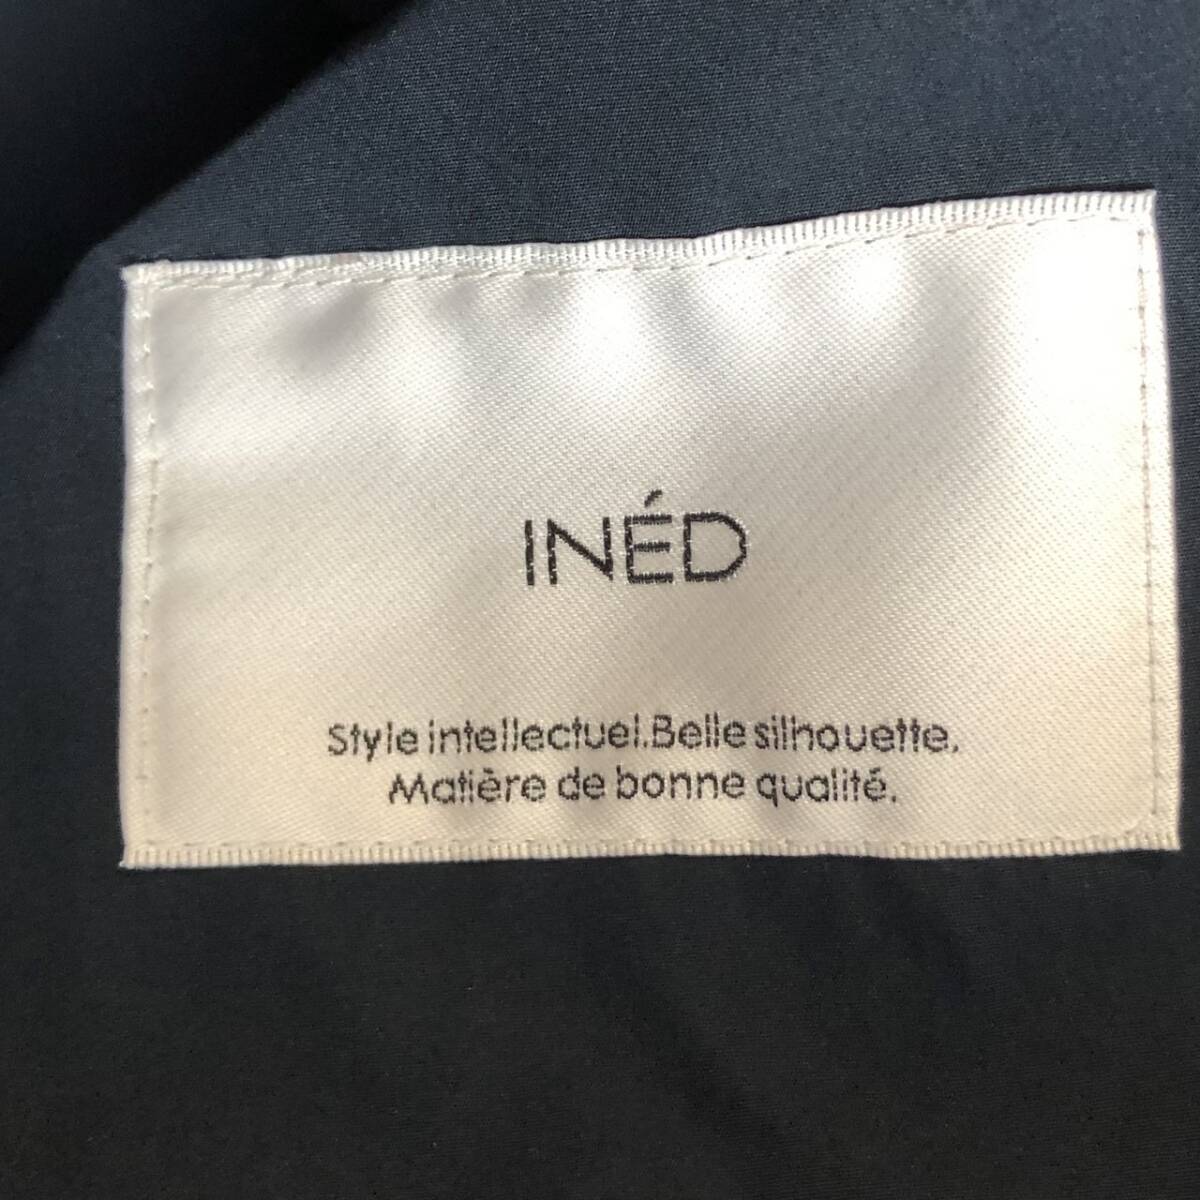 INÉD
Style intellectuel.Belle silhouette.
Matière de bonne qualité.